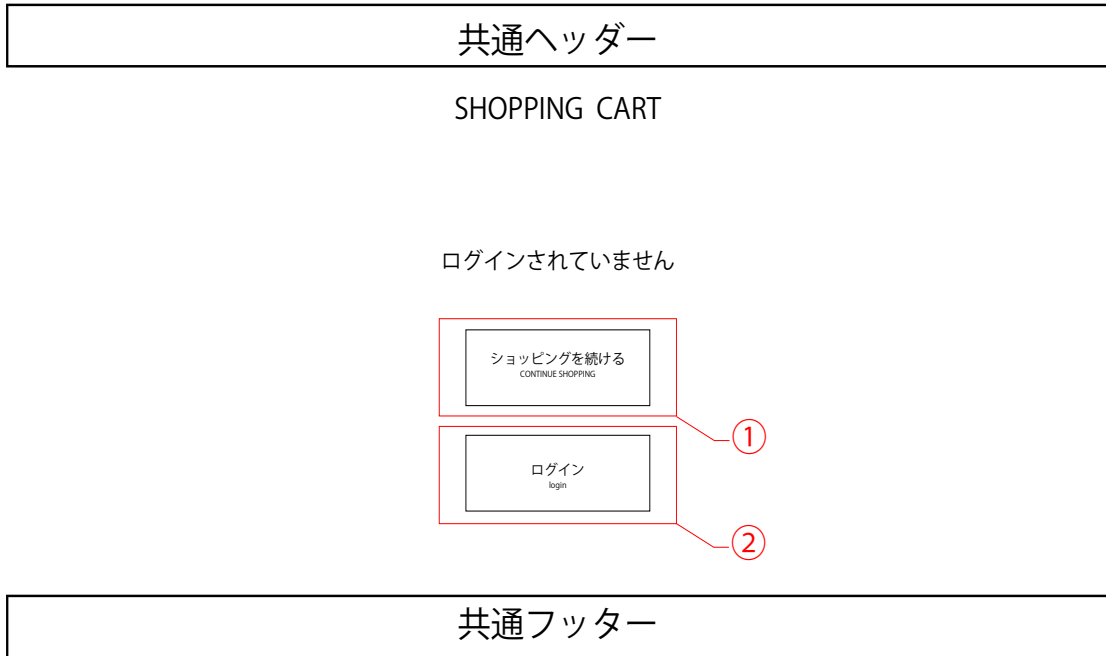 共通ヘッダー
SHOPPING CART
ログインされていません
ショッピングを続ける
CONTINUE SHOPPING
①
ログイン
login
②
共通フッター